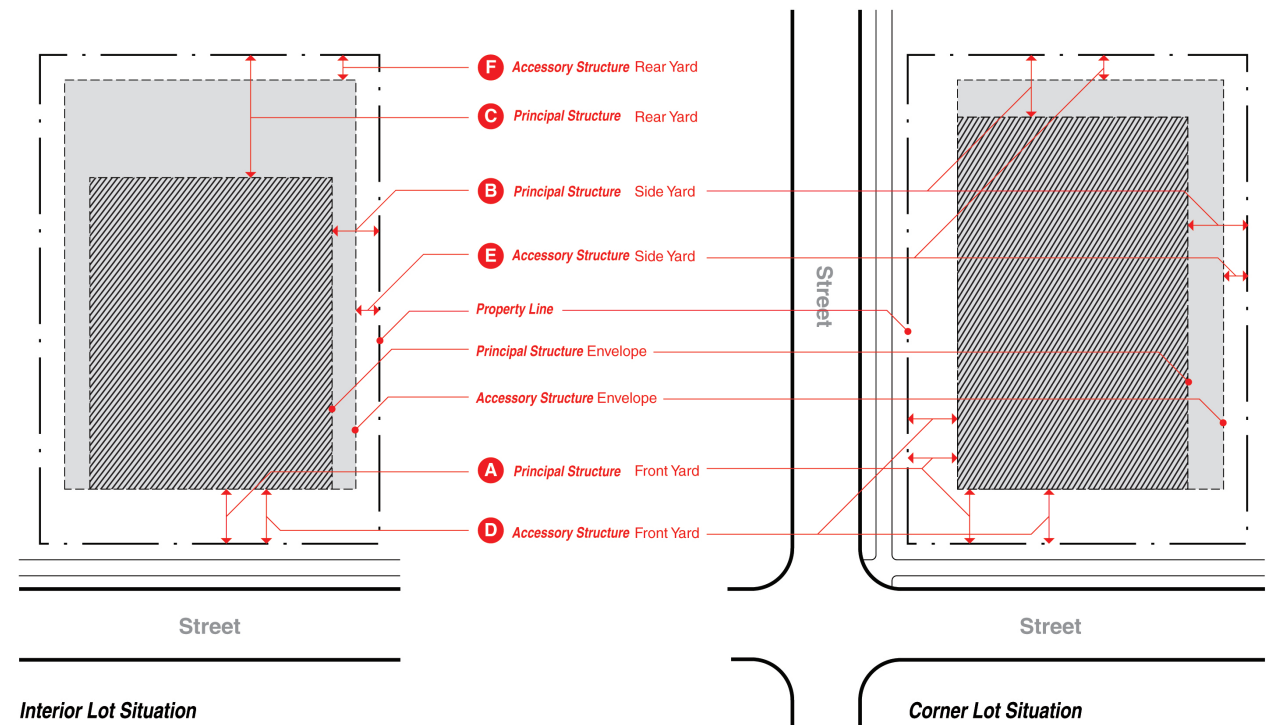 F Accessory Structure Rear Yard
C Principal Structure Rear Yard
B Principal Structure Side Yard
E Accessory Structure Side Yard
Street
Property Line
Principal Structure Envelope
Accessory Structure Envelope
A Principal Structure Front Yard
D Accessory Structure Front Yard
Street
Street
Interior Lot Situation
Corner Lot Situation